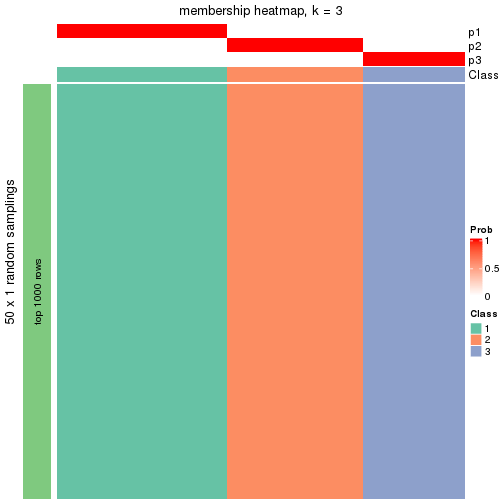 membership heatmap, k = 3
p1
p2
p3
Class
50 x 1 random samplings
top 1000 rows
Prob
1
0.5
0
Class
1
2
3